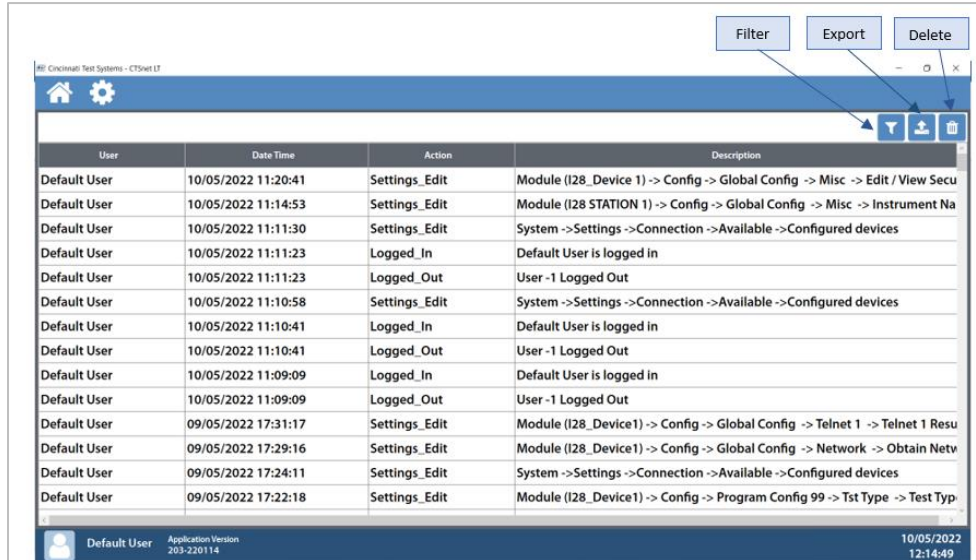 Filter Export Delete
Cincinnati Test Systems - CTSnet LT
User Date Time Action Description
Default User 10/05/2022 11:20:41 Settings_Edit Module (I28_Device 1) -> Config -> Global Config -> Misc -> Edit / View Secu
Default User 10/05/2022 11:14:53 Settings_Edit Module (I28 STATION 1) -> Config -> Global Config -> Misc -> Instrument Na
Default User 10/05/2022 11:11:30 Settings_Edit System ->Settings ->Connection ->Available ->Configured devices
Default User 10/05/2022 11:11:23 Logged_In Default User is logged in
Default User 10/05/2022 11:11:23 Logged_Out User -1 Logged Out
Default User 10/05/2022 11:10:58 Settings_Edit System ->Settings ->Connection ->Available ->Configured devices
Default User 10/05/2022 11:10:41 Logged_In Default User is logged in
Default User 10/05/2022 11:10:41 Logged_Out User -1 Logged Out
Default User 10/05/2022 11:09:09 Logged_In Default User is logged in
Default User 10/05/2022 11:09:09 Logged_Out User -1 Logged Out
Default User 09/05/2022 17:31:17 Settings_Edit Module (I28_Device1) -> Config -> Global Config -> Telnet 1 -> Telnet 1 Resu
Default User 09/05/2022 17:29:16 Settings_Edit Module (I28_Device1) -> Config -> Global Config -> Network -> Obtain Netw
Default User 09/05/2022 17:24:11 Settings_Edit System ->Settings ->Connection ->Available ->Configured devices
Default User 09/05/2022 17:22:18 Settings_Edit Module (I28_Device1) -> Config -> Program Config 99 -> Tst Type -> Test Typ
Default User Application Version 10/05/2022
203-220114 12:14:49